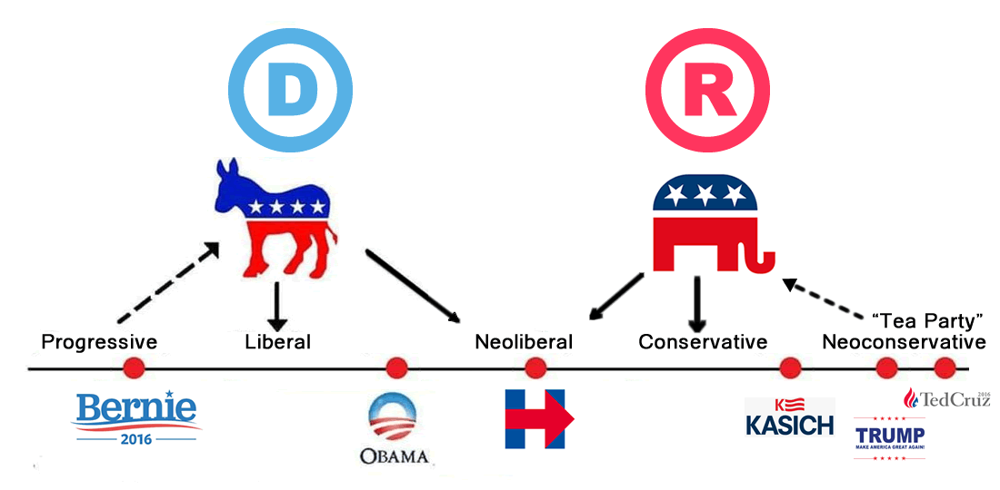 D
R
"Tea Party"
Progressive
Liberal
Neoliberal
Conservative
Neoconservative
Bernie
2016
OBAMA
H
K
KASICH
TRUMP
MAKE AMERICA GREAT AGAIN!
2016
TedCruz